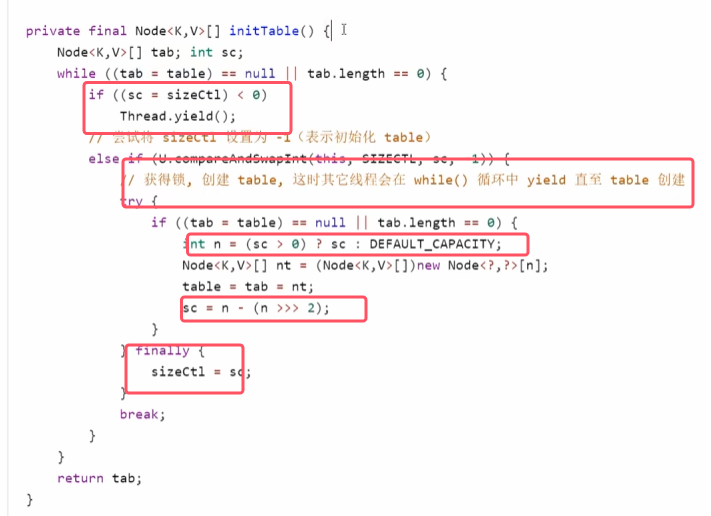 private final Node<K,V>[] initTable() {
Node<K,V>[] tab; int sc;
while ((tab = table) == null || tab.length == 0) {
if ((sc = sizeCtl) < 0)
Thread.yield();
// 尝试将 sizeCtl 设置为 -1（表示初始化 table）
else if (U.compareAndSwapInt(this, SIZECTL, sc, -1)) {
// 获得锁, 创建 table, 这时其它线程会在 while() 循环中 yield 直至 table 创建
try {
if ((tab = table) == null || tab.length == 0) {
int n = (sc > 0) ? sc : DEFAULT_CAPACITY;
Node<K,V>[] nt = (Node<K,V>[])new Node<?,?>[n];
table = tab = nt;
sc = n - (n >>> 2);
}
} finally {
sizeCtl = sc;
}
break;
}
}
return tab;
}